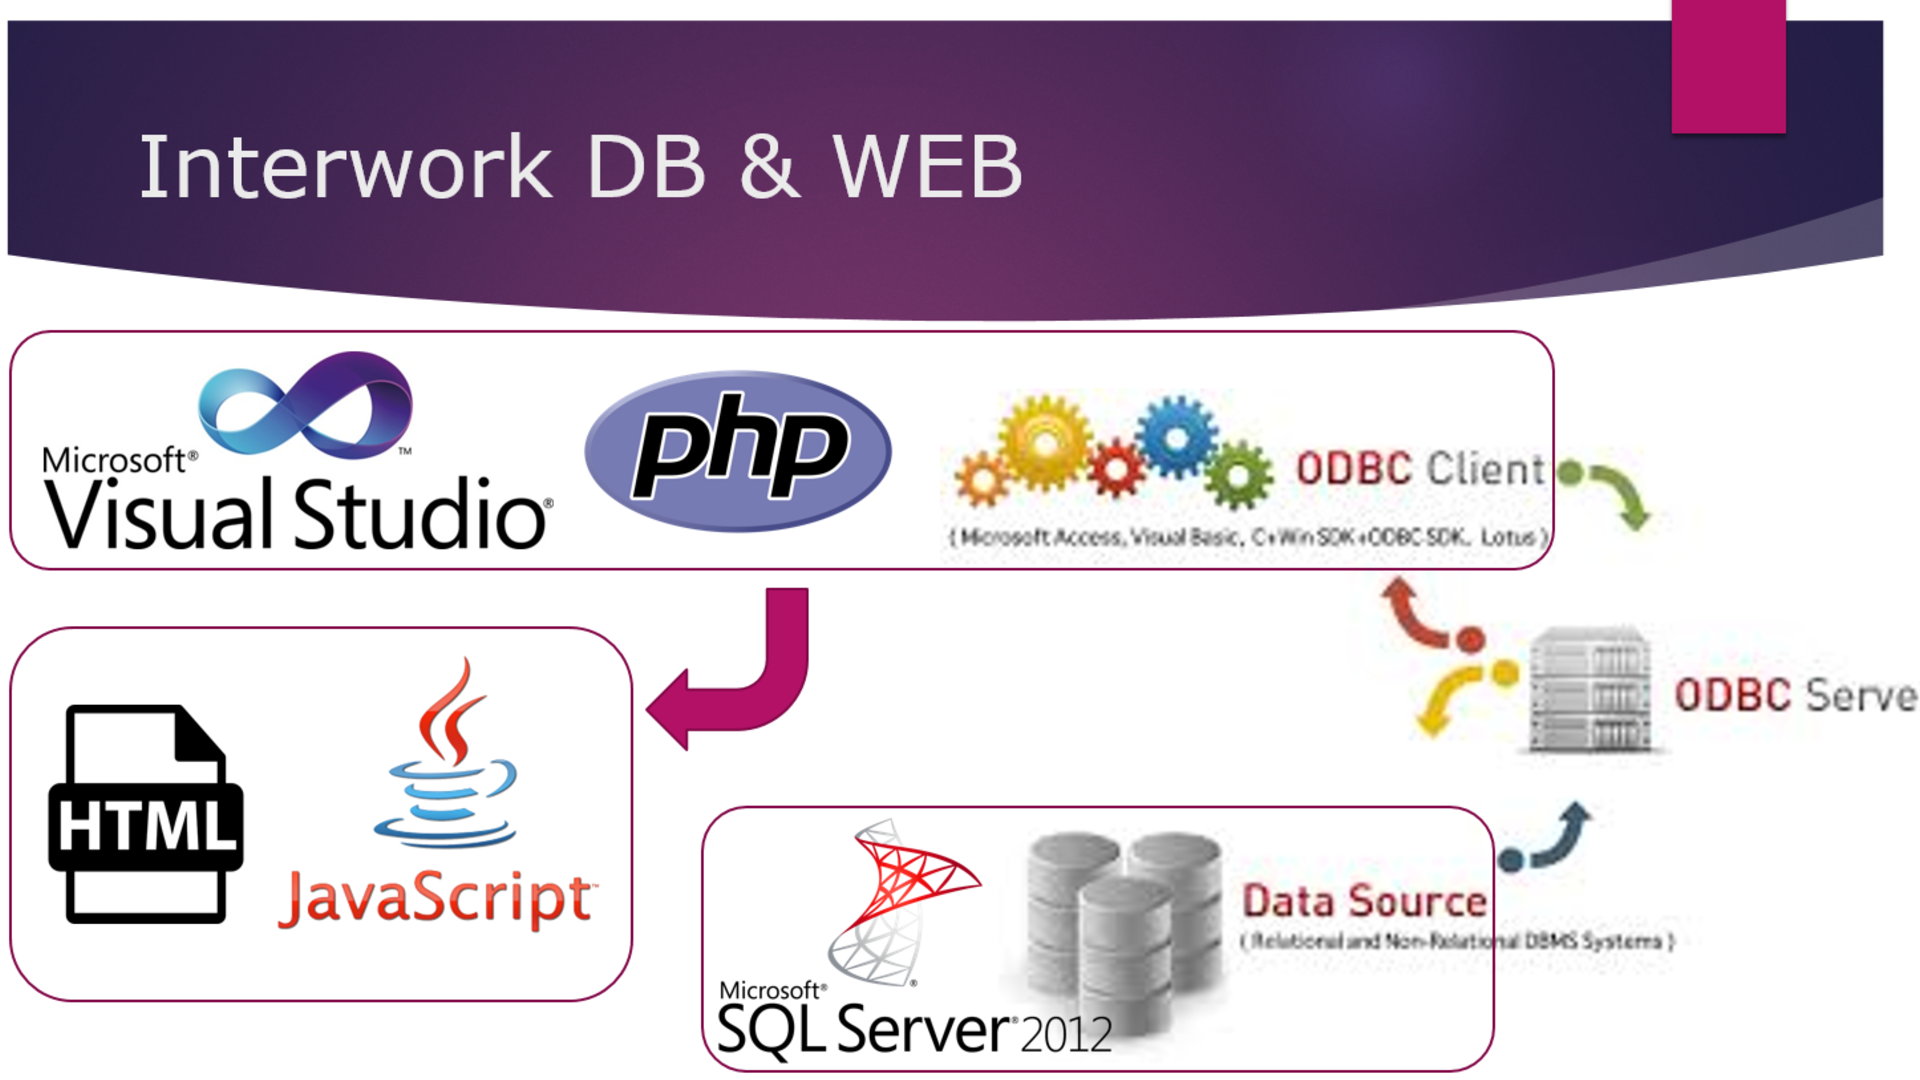 Interwork DB & WEB
Microsoft®
Visual Studio®
™
php
ODBC Client
( Microsoft Access, Visual Basic, C+Win SDK+ODBC SDK, Lotus )
HTML
JavaScript™
ODBC Serve
Microsoft®
SQL Server® 2012
Data Source
( Relational and Non-Relational DBMS Systems )